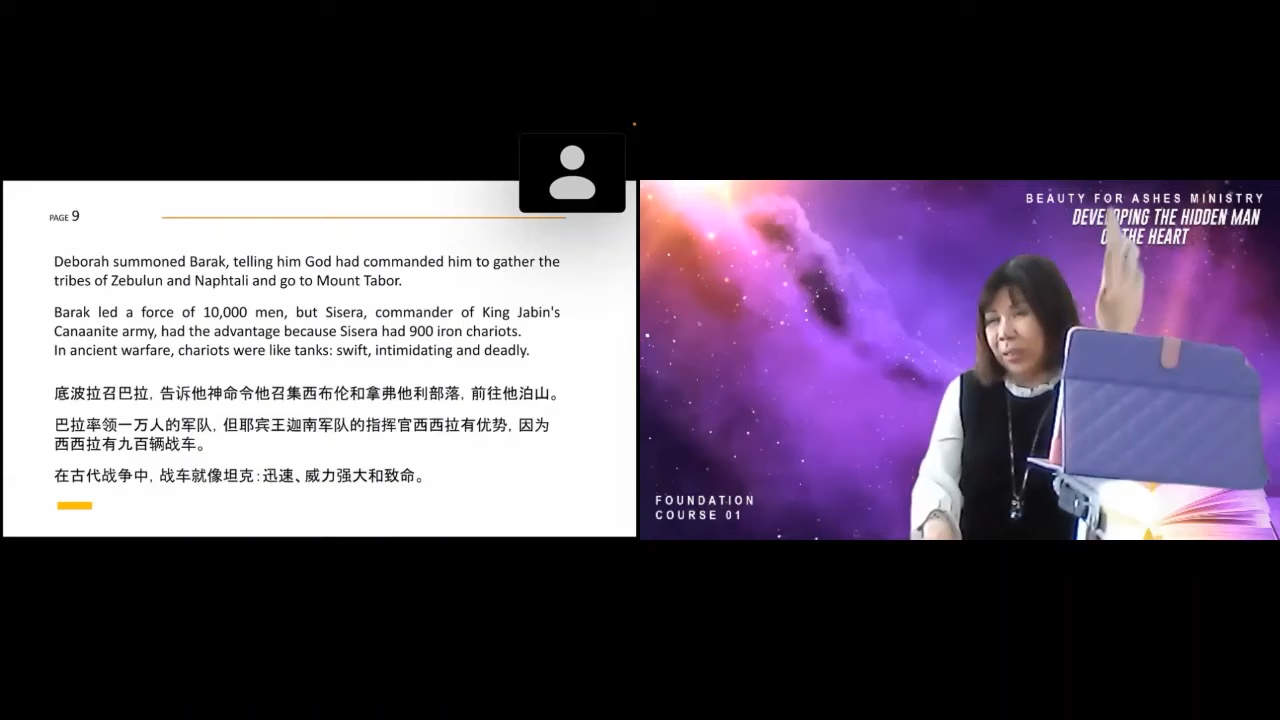 PAGE 9
Deborah summoned Barak, telling him God had commanded him to gather the
tribes of Zebulun and Naphtali and go to Mount Tabor.
Barak led a force of 10,000 men, but Sisera, commander of King Jabin's
Canaanite army, had the advantage because Sisera had 900 iron chariots.
In ancient warfare, chariots were like tanks: swift, intimidating and deadly.
底波拉召巴拉，告诉他神命令他召集西布伦和拿弗他利部落，前往他泊山。
巴拉率领一万人的军队，但耶宾王迦南军队的指挥官西西拉有优势，因为
西西拉有九百辆战车。
在古代战争中，战车就像坦克：迅速、威力强大和致命。
BEAUTY FOR ASHES MINISTRY
DEVELOPING THE HIDDEN MAN
OF THE HEART
FOUNDATION
COURSE 01